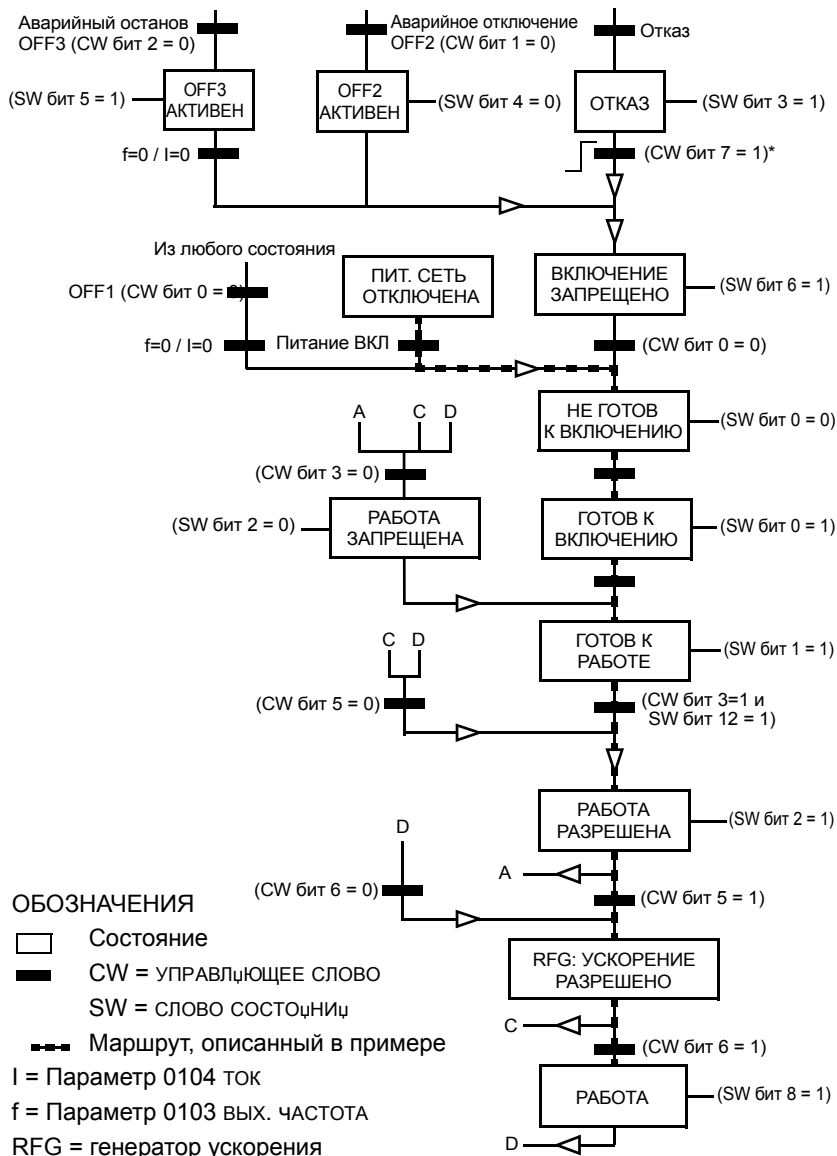 Аварийный останов
OFF3 (CW бит 2 = 0)
Аварийное отключение
OFF2 (CW бит 1 = 0)
Отказ
(SW бит 5 = 1)
OFF3
АКТИВЕН
OFF2
АКТИВЕН
(SW бит 4 = 0)
ОТКАЗ
(SW бит 3 = 1)
f=0 / I=0
(CW бит 7 = 1)*
Из любого состояния
OFF1 (CW бит 0 = 0)
ПИТ. СЕТЬ
ОТКЛЮЧЕНА
ВКЛЮЧЕНИЕ
ЗАПРЕЩЕНО
(SW бит 6 = 1)
f=0 / I=0
Питание ВКЛ
(CW бит 0 = 0)
A C D
НЕ ГОТОВ
К ВКЛЮЧЕНИЮ
(SW бит 0 = 0)
(CW бит 3 = 0)
(SW бит 2 = 0)
РАБОТА
ЗАПРЕЩЕНА
ГОТОВ К
ВКЛЮЧЕНИЮ
(SW бит 0 = 1)
C D
ГОТОВ К
РАБОТЕ
(SW бит 1 = 1)
(CW бит 5 = 0)
(CW бит 3=1 и
SW бит 12 = 1)
D
РАБОТА
РАЗРЕШЕНА
(SW бит 2 = 1)
A
(CW бит 6 = 0)
(CW бит 5 = 1)
RFG: УСКОРЕНИЕ
РАЗРЕШЕНО
C
(CW бит 6 = 1)
РАБОТА
(SW бит 8 = 1)
D
ОБОЗНАЧЕНИЯ
Состояние
CW = УПРАВЛџЮЩЕЕ СЛОВО
SW = СЛОВО СОСТОџНИџ
Маршрут, описанный в примере
I = Параметр 0104 ТОК
f = Параметр 0103 ВЫХ. ЧАСТОТА
RFG = генератор ускорения